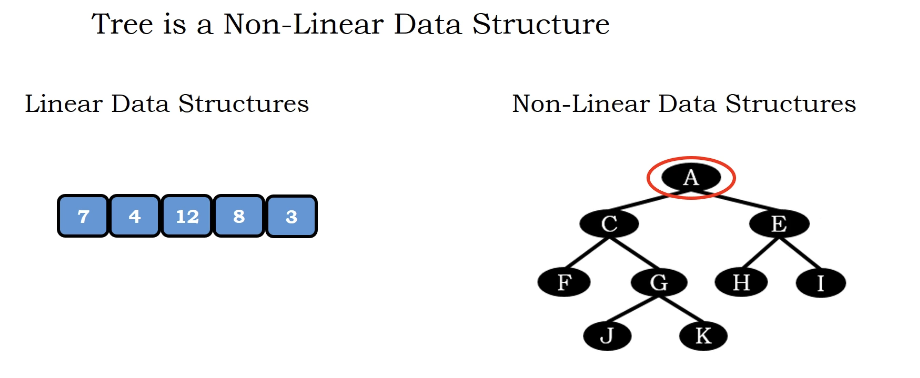 Tree is a Non-Linear Data Structure
Linear Data Structures
Non-Linear Data Structures
7 4 12 8 3
A
C E
F G H I
J K